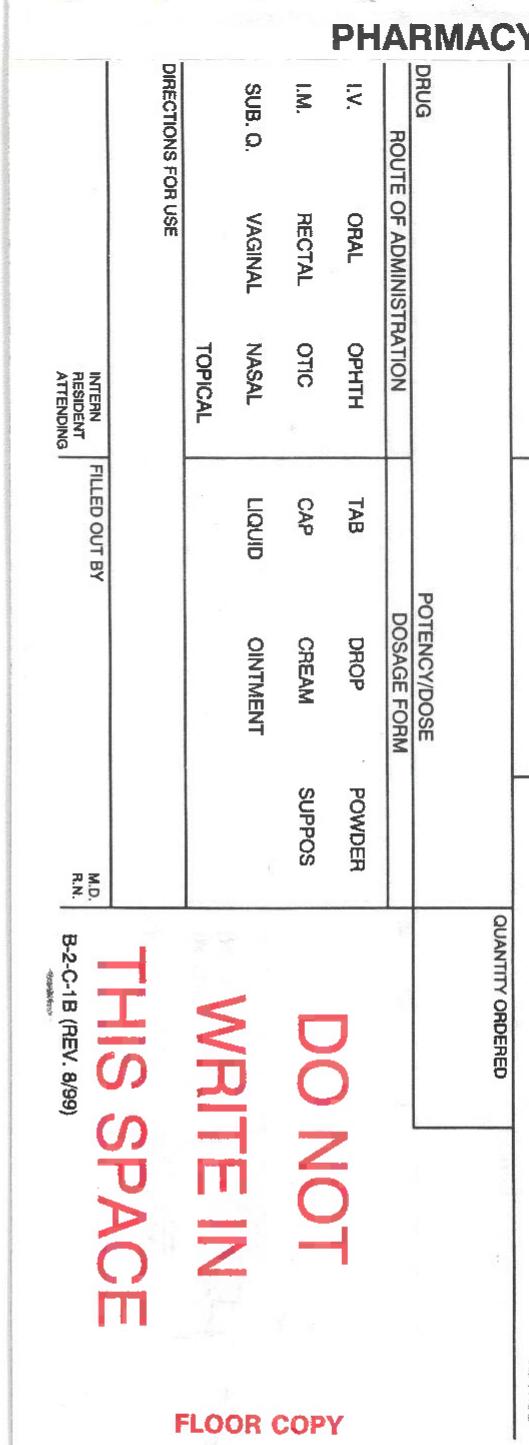 PHARMACY
QUANTITY ORDERED
DRUG
POTENCY/DOSE
ROUTE OF ADMINISTRATION
DOSAGE FORM
I.V. ORAL OPHTH TAB DROP POWDER
I.M. RECTAL OTIC CAP CREAM SUPPOS
SUB. Q. VAGINAL NASAL LIQUID OINTMENT
TOPICAL
DIRECTIONS FOR USE
INTERN
RESIDENT
ATTENDING
FILLED OUT BY
M.D.
R.N.
DO NOT
WRITE IN
THIS SPACE
B-2-C-1B (REV. 8/99)
FLOOR COPY